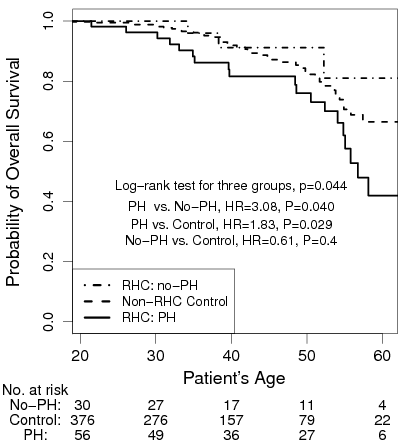 Probability of Overall Survival
1.0
0.8
0.6
0.4
0.2
0.0
Log−rank test for three groups, p=0.044
PH vs. No−PH, HR=3.08, P=0.040
PH vs Control, HR=1.83, P=0.029
No−PH vs. Control, HR=0.61, P=0.4
RHC: no−PH
Non−RHC Control
RHC: PH
20 30 40 50 60
Patient's Age
No. at risk
No−PH: 30 27 17 11 4
Control: 376 276 157 79 22
PH: 56 49 36 27 6